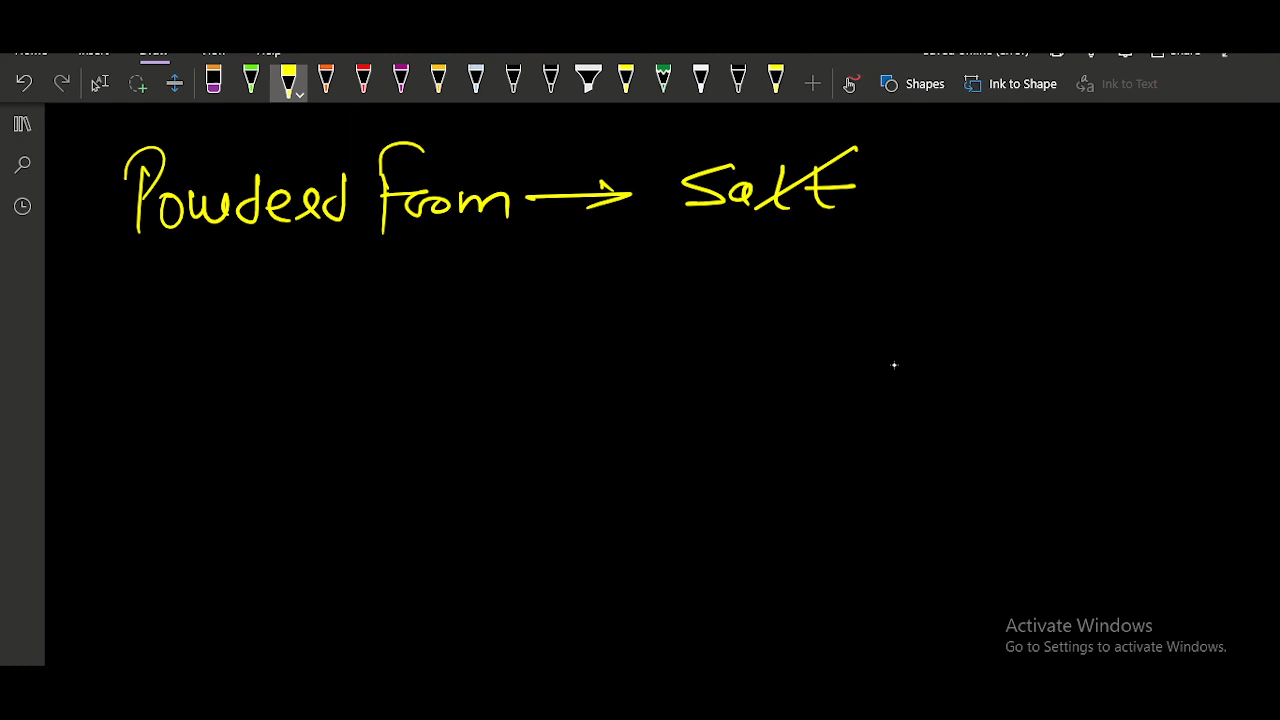 Powdeed from → Salt
Shapes
Ink to Shape
Ink to Text
Activate Windows
Go to Settings to activate Windows.